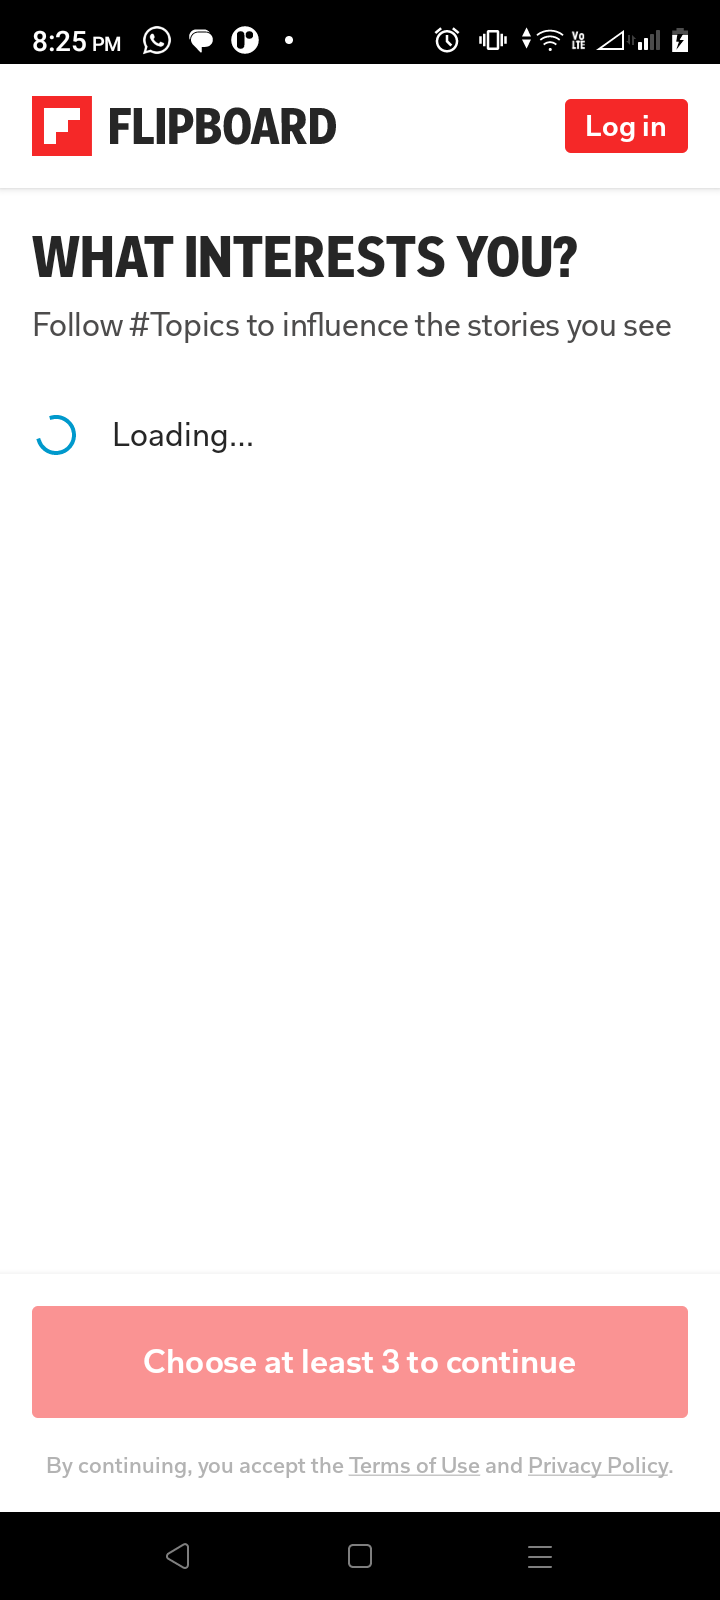 8:25 PM
Vo LTE
FLIPBOARD
Log in
WHAT INTERESTS YOU?
Follow #Topics to influence the stories you see
Loading...
Choose at least 3 to continue
By continuing, you accept the Terms of Use and Privacy Policy.